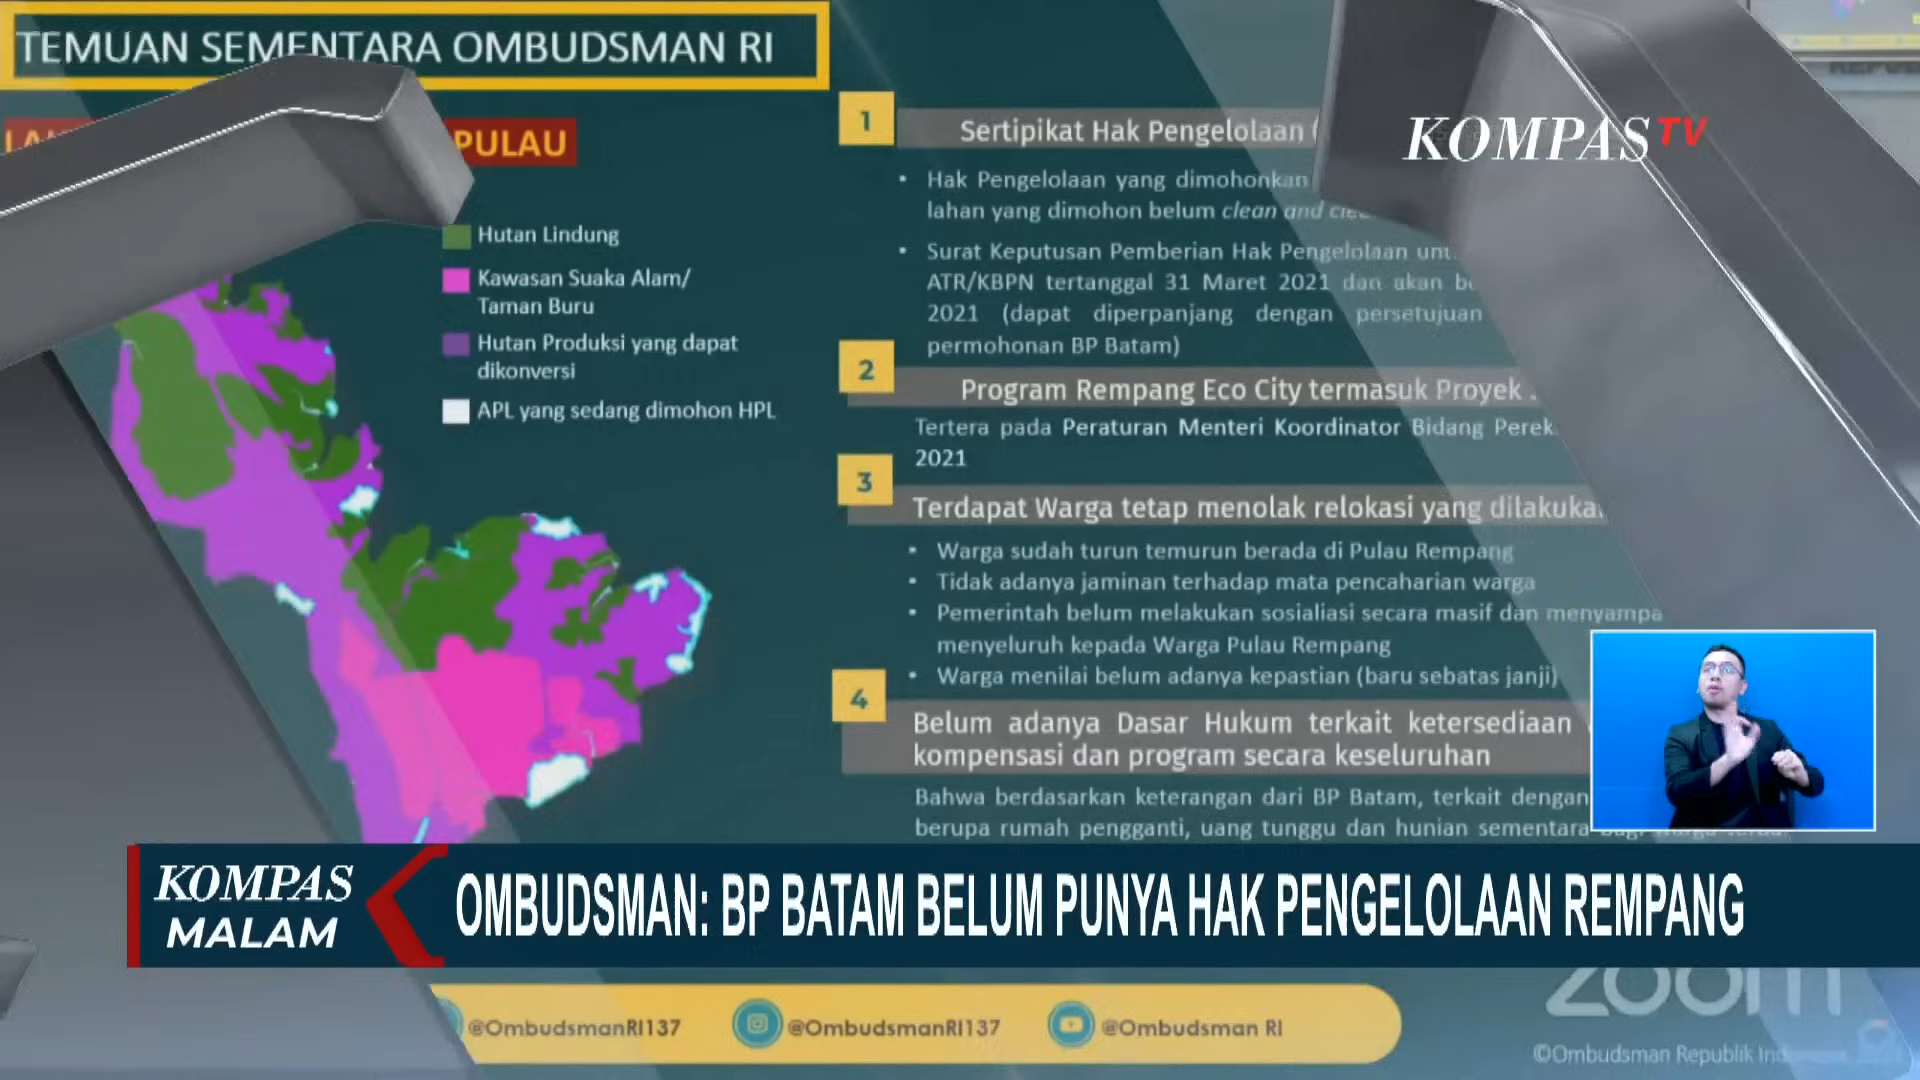 TEMUAN SEMENTARA OMBUDSMAN RI
PULAU
Hutan Lindung
Kawasan Suaka Alam/
Taman Buru
Hutan Produksi yang dapat
dikonversi
APL yang sedang dimohon HPL
1
Sertipikat Hak Pengelolaan
• Hak Pengelolaan yang dimohonkan
lahan yang dimohon belum clean and
• Surat Keputusan Pemberian Hak Pengelolaan
ATR/KBPN tertanggal 31 Maret 2021 dan akan
2021 (dapat diperpanjang dengan persetujuan
permohonan BP Batam)
2
Program Rempang Eco City termasuk Proyek
Tertera pada Peraturan Menteri Koordinator Bidang
2021
3
Terdapat Warga tetap menolak relokasi yang
• Warga sudah turun temurun berada di Pulau Rempang
• Tidak adanya jaminan terhadap mata pencaharian warga
• Pemerintah belum melakukan sosialiasi secara masif dan
menyeluruh kepada Warga Pulau Rempang
• Warga menilai belum adanya kepastian (baru sebatas janji)
4
Belum adanya Dasar Hukum terkait ketersediaan
kompensasi dan program secara keseluruhan
Bahwa berdasarkan keterangan dari BP Batam, terkait dengan
berupa rumah pengganti, uang tunggu dan hunian sementara
KOMPAS TV
KOMPAS
MALAM
OMBUDSMAN: BP BATAM BELUM PUNYA HAK PENGELOLAAN REMPANG
@OmbudsmanRI137
@OmbudsmanRI137
@Ombudsman RI
zoom
©Ombudsman Republik